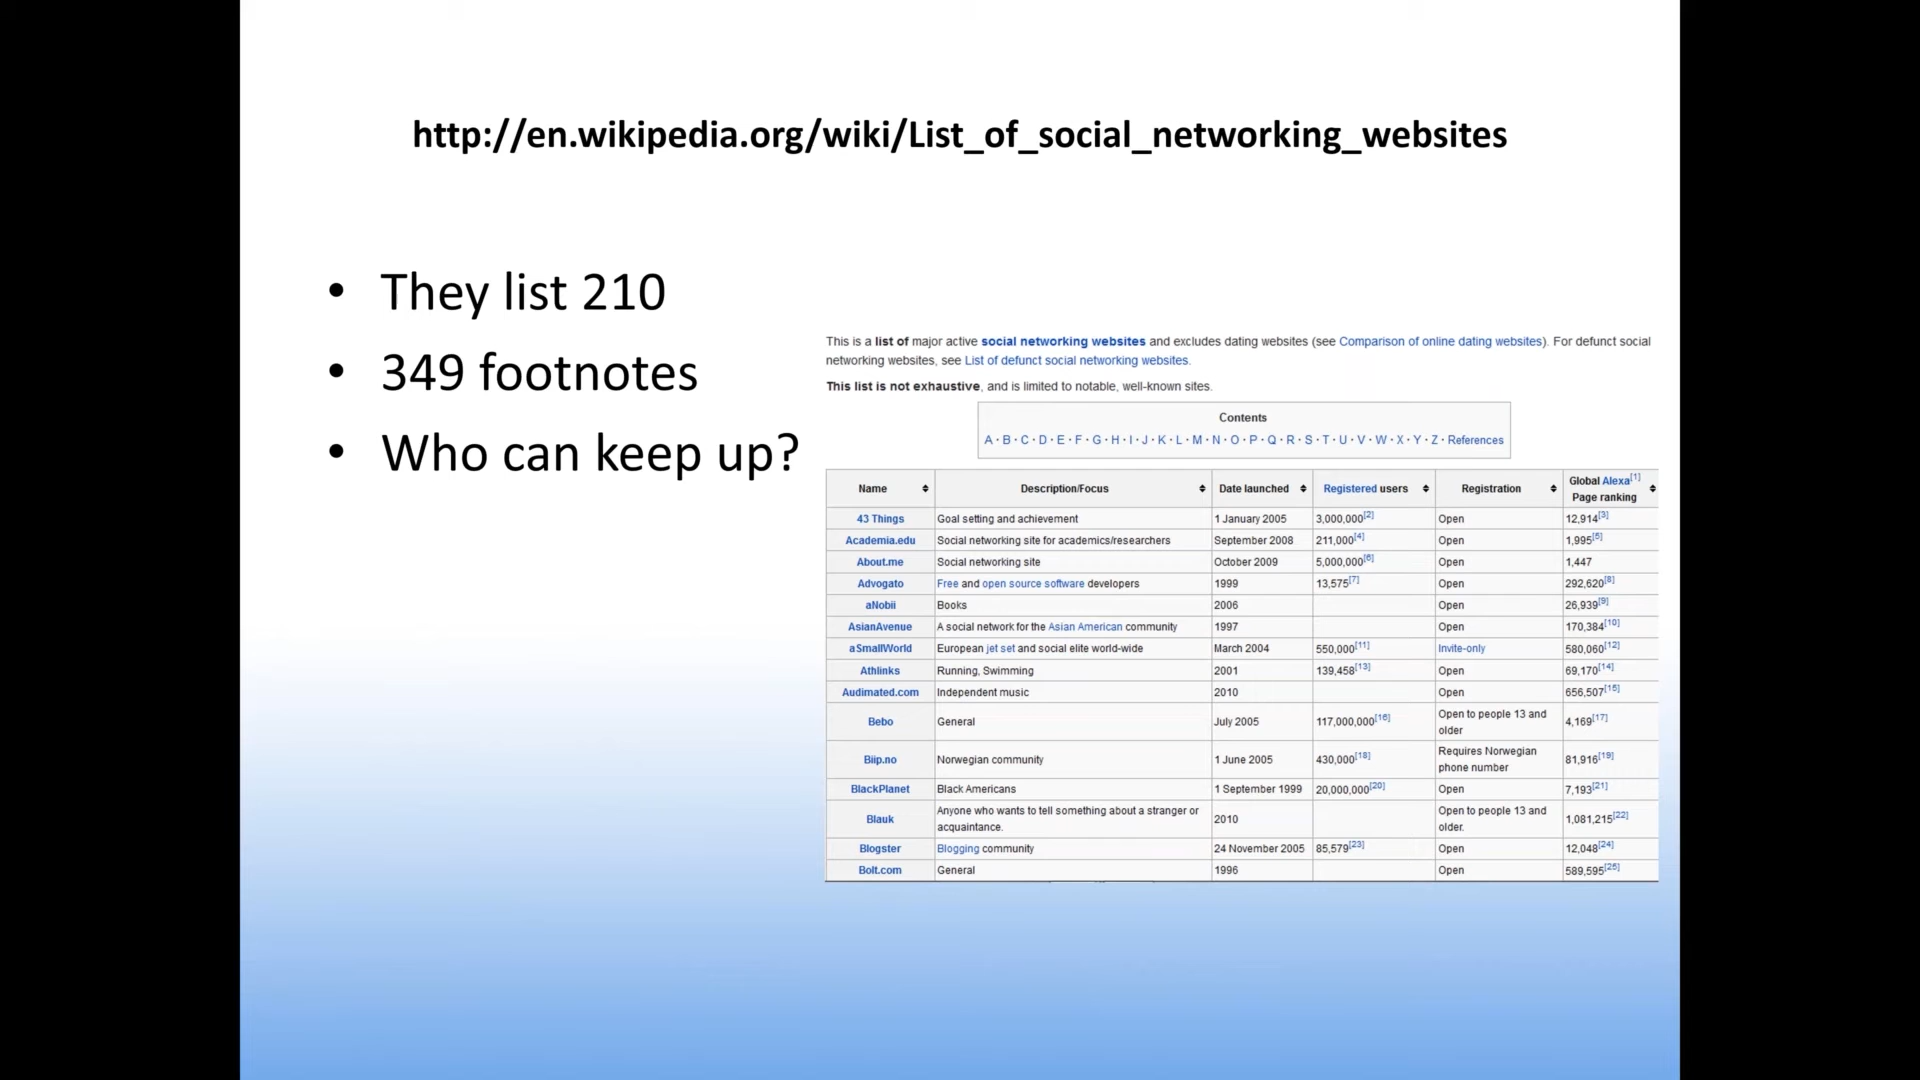 http://en.wikipedia.org/wiki/List_of_social_networking_websites
• They list 210
• 349 footnotes
• Who can keep up?
This is a list of major active social networking websites and excludes dating websites (see Comparison of online dating websites). For defunct social
networking websites, see List of defunct social networking websites.
This list is not exhaustive, and is limited to notable, well-known sites.
Contents
A · B · C · D · E · F · G · H · I · J · K · L · M · N · O · P · Q · R · S · T · U · V · W · X · Y · Z · References
Name Description/Focus Date launched Registered users Registration Global Alexa[1] Page ranking
43 Things Goal setting and achievement 1 January 2005 3,000,000[2] Open 12,914[3]
Academia.edu Social networking site for academics/researchers September 2008 211,000[4] Open 1,995[5]
About.me Social networking site October 2009 5,000,000[6] Open 1,447
Advogato Free and open source software developers 1999 13,575[7] Open 292,620[8]
aNobii Books 2006 Open 26,939[9]
AsianAvenue A social network for the Asian American community 1997 Open 170,384[10]
aSmallWorld European jet set and social elite world-wide March 2004 550,000[11] Invite-only 580,060[12]
Athlinks Running, Swimming 2001 139,458[13] Open 69,170[14]
Audimated.com Independent music 2010 Open 656,507[15]
Bebo General July 2005 117,000,000[16] Open to people 13 and older 4,169[17]
Biip.no Norwegian community 1 June 2005 430,000[18] Requires Norwegian phone number 81,916[19]
BlackPlanet Black Americans 1 September 1999 20,000,000[20] Open 7,193[21]
Blauk Anyone who wants to tell something about a stranger or acquaintance. 2010 Open to people 13 and older. 1,081,215[22]
Blogster Blogging community 24 November 2005 85,579[23] Open 12,048[24]
Bolt.com General 1996 Open 589,595[25]